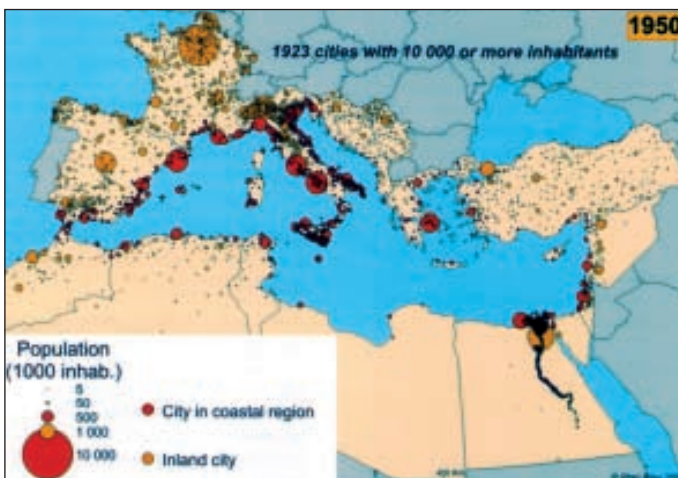 1950
1923 cities with 10 000 or more inhabitants
Population
(1000 inhab.)
5
50
500
1 000
10 000
City in coastal region
Inland city